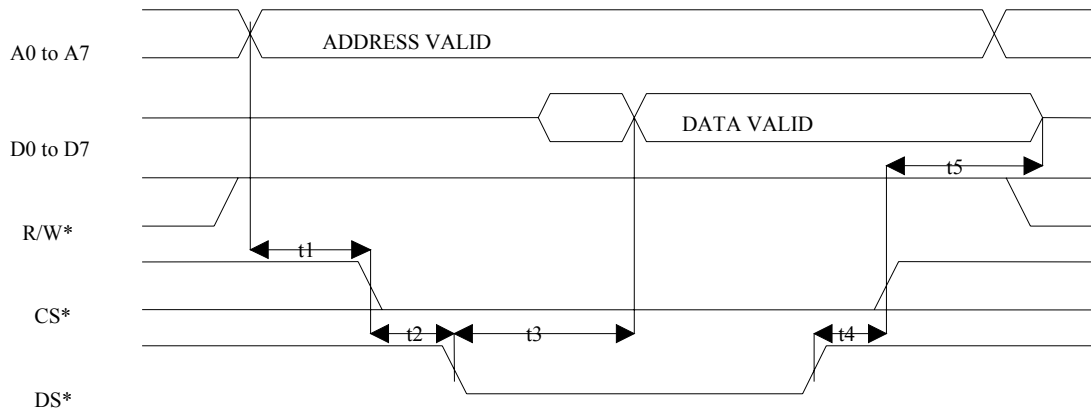 A0 to A7
ADDRESS VALID
D0 to D7
DATA VALID
t5
R/W*
t1
CS*
t2
t3
t4
DS*